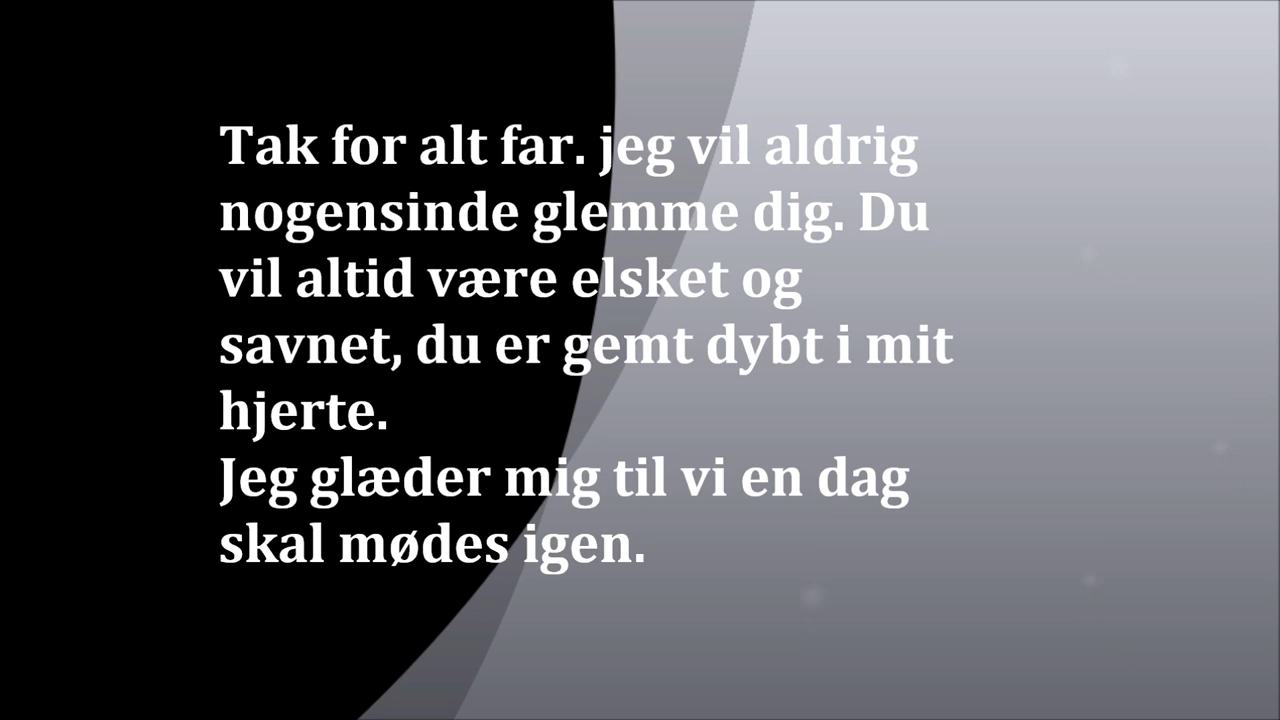 Tak for alt far. jeg vil aldrig
nogensinde glemme dig. Du
vil altid være elsket og
savnet, du er gemt dybt i mit
hjerte.
Jeg glæder mig til vi en dag
skal mødes igen.